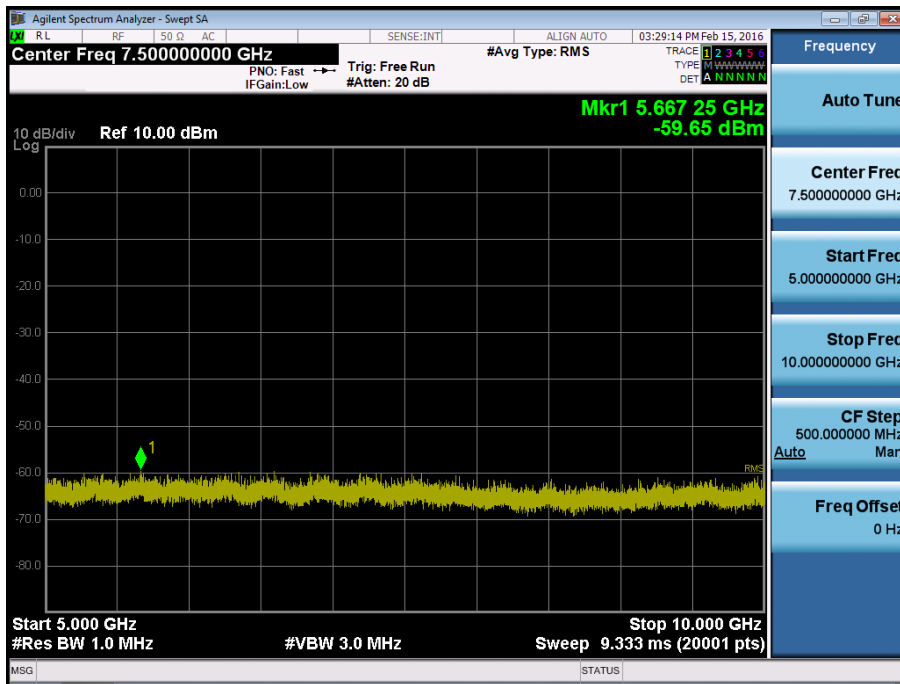 Agilent Spectrum Analyzer - Swept SA
LXI RL RF 50 Ω AC SENSE:INT ALIGN AUTO 03:29:14 PM Feb 15, 2016
Center Freq 7.500000000 GHz #Avg Type: RMS TRACE 1 2 3 4 5 6
PNO: Fast Trig: Free Run TYPE M WWWWW
IFGain:Low #Atten: 20 dB DET A N N N N N
Frequency
Auto Tune
Mkr1 5.667 25 GHz
-59.65 dBm
10 dB/div Ref 10.00 dBm
Log
0.00
-10.0
-20.0
-30.0
-40.0
-50.0
-60.0
-70.0
-80.0
1
RMS
Start 5.000 GHz Stop 10.000 GHz
#Res BW 1.0 MHz #VBW 3.0 MHz Sweep 9.333 ms (20001 pts)
Center Freq
7.500000000 GHz
Start Freq
5.000000000 GHz
Stop Freq
10.000000000 GHz
CF Step
500.000000 MHz
Auto Man
Freq Offset
0 Hz
MSG STATUS